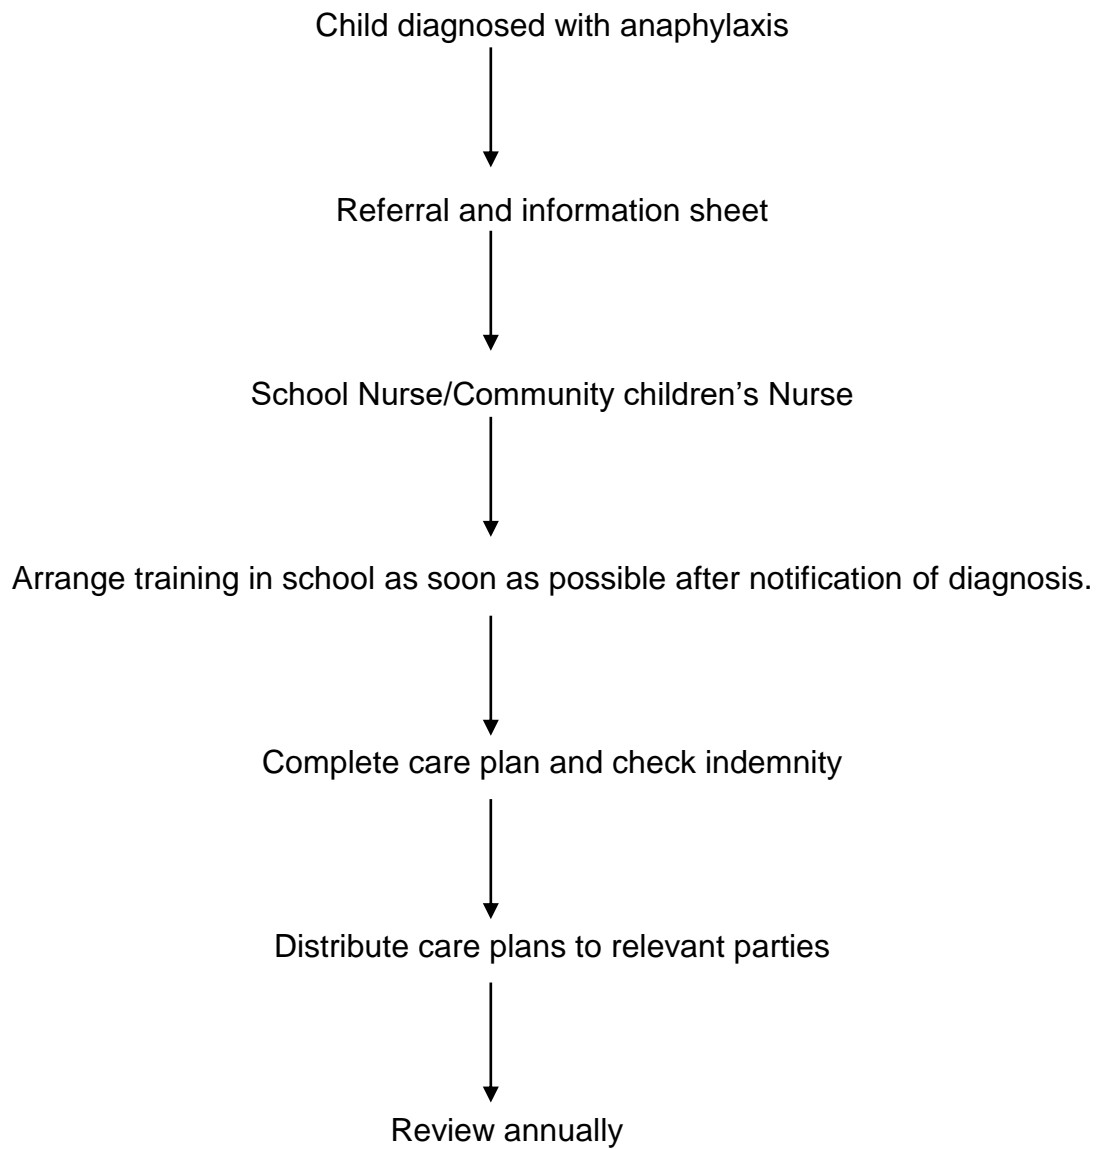 Child diagnosed with anaphylaxis
Referral and information sheet
School Nurse/Community children’s Nurse
Arrange training in school as soon as possible after notification of diagnosis.
Complete care plan and check indemnity
Distribute care plans to relevant parties
Review annually